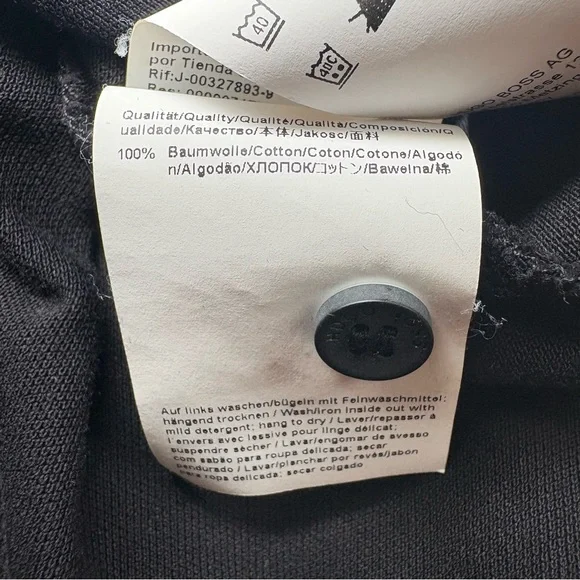 40
40C
Import
por Tienda
Rif:J-00327893-9
BOSS AG
Qualität/Quality/Qualité/Qualità/Composición/Q
ualidade/Качество/本体/Jakosc/面料
100% Baumwolle/Cotton/Coton/Cotone/Algodó
n/Algodão/ХЛОПОК/コットン/Bawelna/棉
Auf links waschen/bügeln mit Feinwaschmittel;
hängend trocknen / Wash/iron inside out with
mild detergent; hang to dry / Laver/repasser à
l'envers avec lessive pour linge délicat;
suspendre sécher / Lavar/engomar de avesso
com sabão para roupa delicada; secar
pendurado / Lavar/planchar por revés/jabón
para ropa delicada; secar colgado